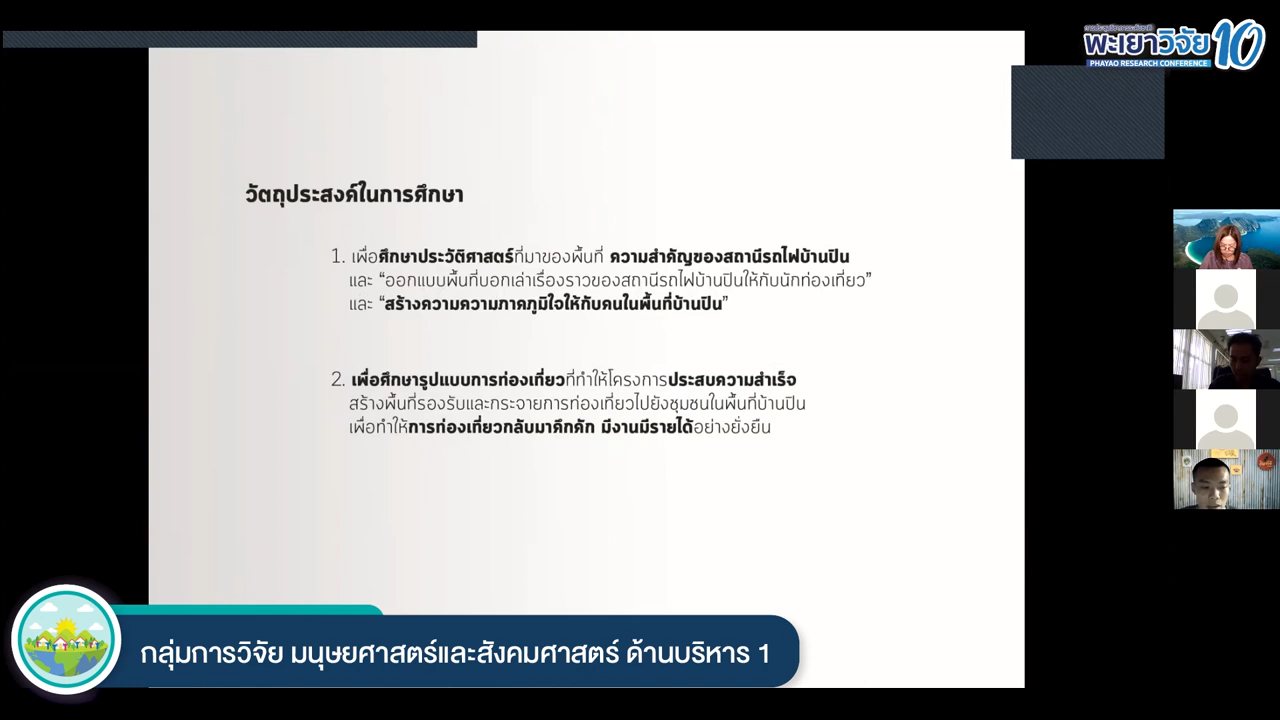 พะเยาวิจัย 10
PHAYAO RESEARCH CONFERENCE
วัตถุประสงค์ในการศึกษา
1. เพื่อศึกษาประวัติศาสตร์ที่มาของพื้นที่ ความสำคัญของสถานีรถไฟบ้านปิน
และ “ออกแบบพื้นที่บอกเล่าเรื่องราวของสถานีรถไฟบ้านปินให้กับนักท่องเที่ยว”
และ “สร้างความความภาคภูมิใจให้กับคนในพื้นที่บ้านปิน”
2. เพื่อศึกษารูปแบบการท่องเที่ยวที่ทำให้โครงการประสบความสำเร็จ
สร้างพื้นที่รองรับและกระจายการท่องเที่ยวไปยังชุมชนในพื้นที่บ้านปิน
เพื่อทำให้การท่องเที่ยวกลับมาคึกคัก มีงานมีรายได้อย่างยั่งยืน
กลุ่มการวิจัย มนุษยศาสตร์และสังคมศาสตร์ ด้านบริหาร 1